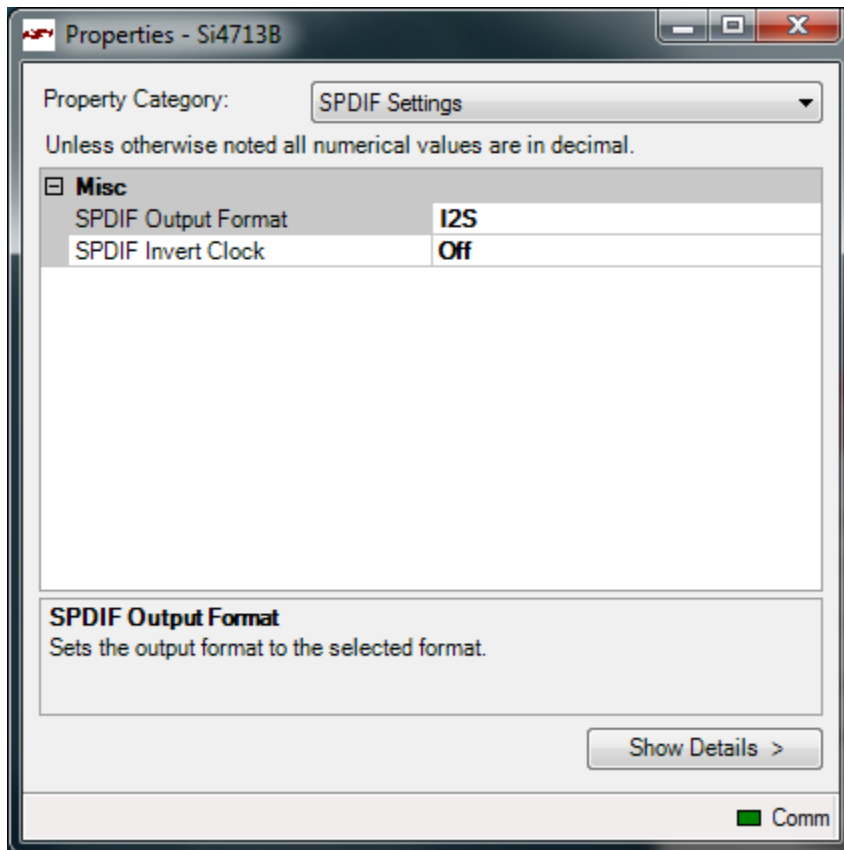 Properties - Si4713B
Property Category: SPDIF Settings
Unless otherwise noted all numerical values are in decimal.
Misc
SPDIF Output Format I2S
SPDIF Invert Clock Off
SPDIF Output Format
Sets the output format to the selected format.
Show Details >
Comm